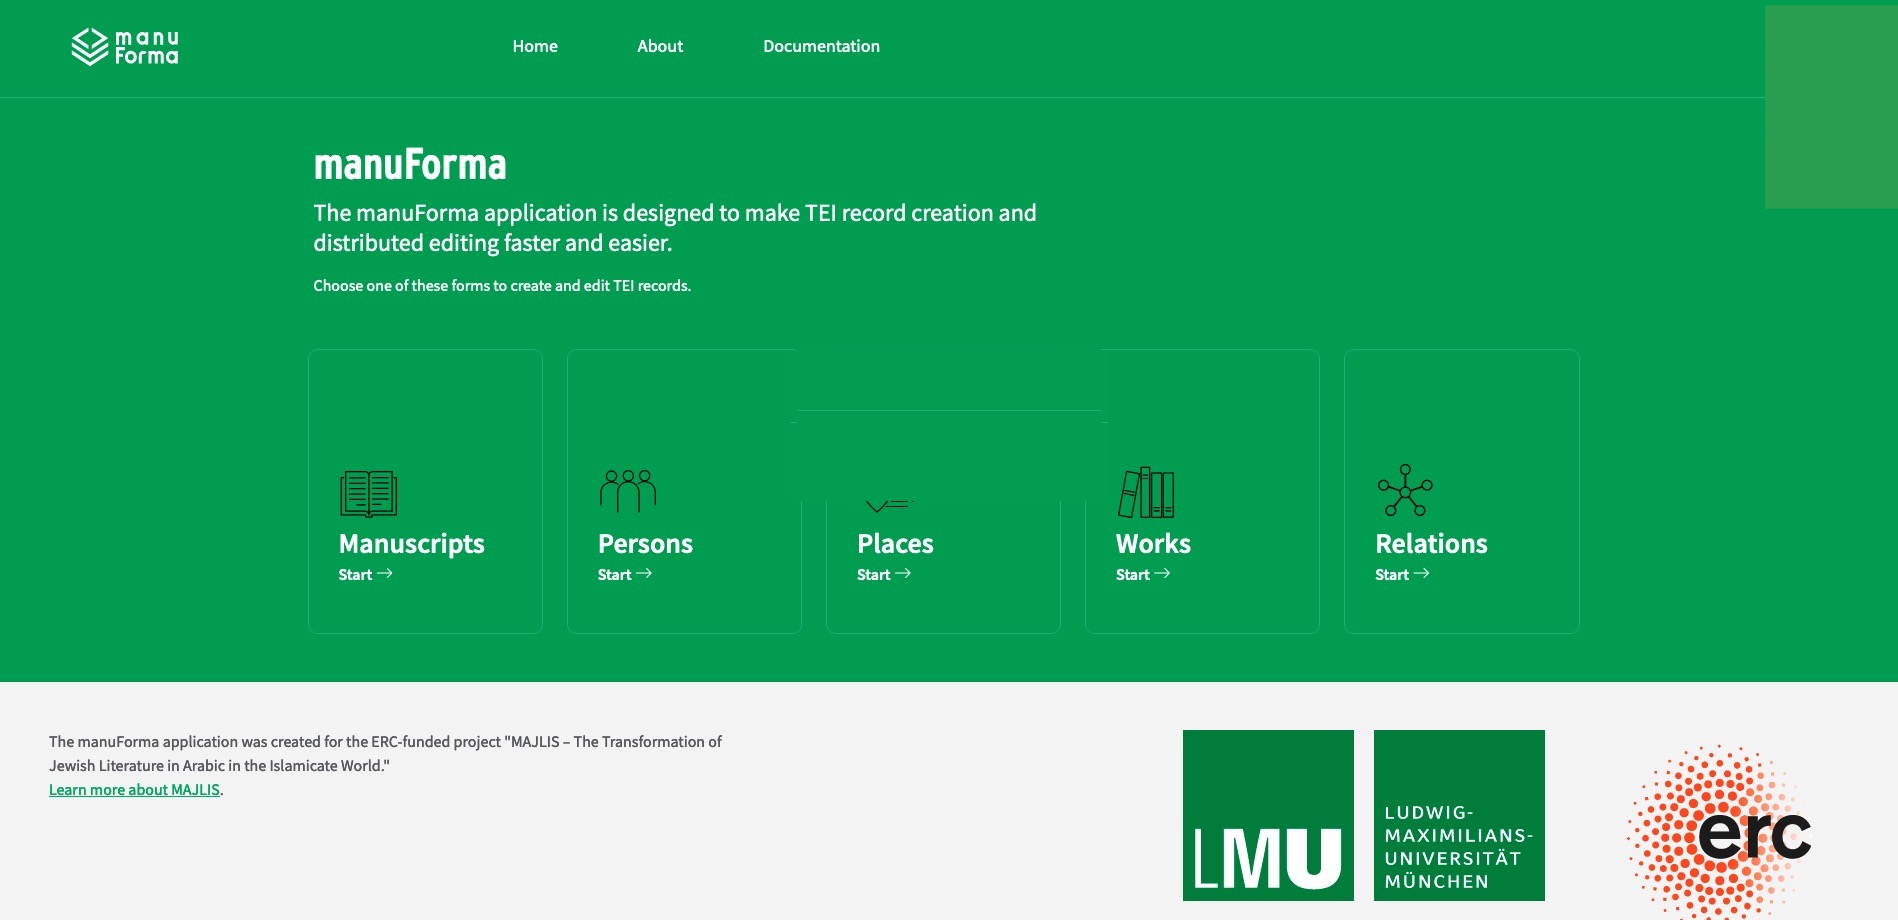 manu
Forma
Home
About
Documentation
manuForma
The manuForma application is designed to make TEI record creation and
distributed editing faster and easier.
Choose one of these forms to create and edit TEI records.
Manuscripts
Start →
Persons
Start →
Places
Start →
Works
Start →
Relations
Start →
The manuForma application was created for the ERC-funded project "MAJLIS – The Transformation of
Jewish Literature in Arabic in the Islamicate World."
Learn more about MAJLIS.
LMU
LUDWIG-
MAXIMILIANS-
UNIVERSITÄT
MÜNCHEN
erc